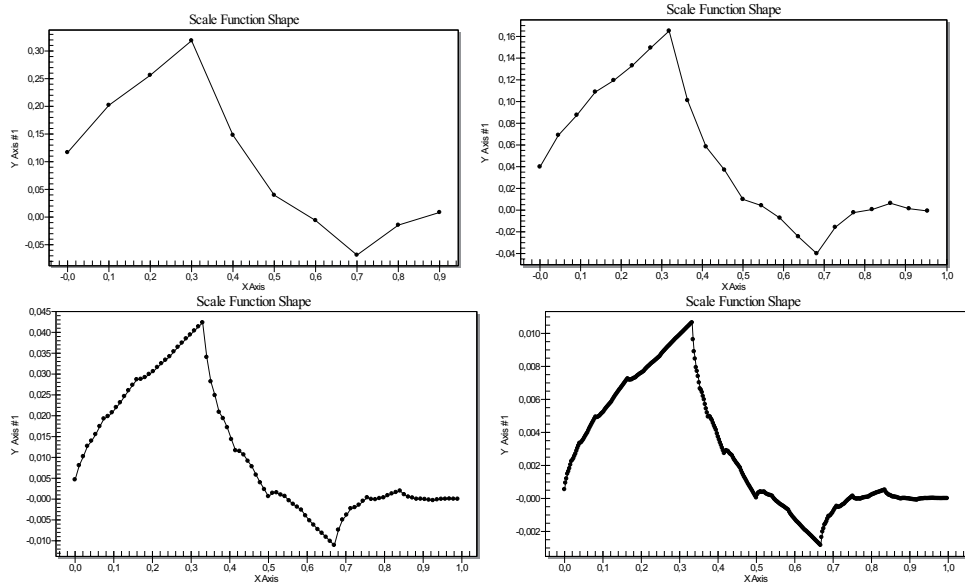 Scale Function Shape
0,30
0,25
0,20
0,15
0,10
0,05
0,00
-0,05
Y Axis #1
-0,0 0,1 0,2 0,3 0,4 0,5 0,6 0,7 0,8 0,9
XAxis
Scale Function Shape
0,16
0,14
0,12
0,10
0,08
0,06
0,04
0,02
0,00
-0,02
-0,04
Y Axis #1
-0,0 0,1 0,2 0,3 0,4 0,5 0,6 0,7 0,8 0,9 1,0
XAxis
Scale Function Shape
0,045
0,040
0,035
0,030
0,025
0,020
0,015
0,010
0,005
-0,000
-0,005
-0,010
Y Axis #1
0,0 0,1 0,2 0,3 0,4 0,5 0,6 0,7 0,8 0,9 1,0
XAxis
Scale Function Shape
0,010
0,008
0,006
0,004
0,002
-0,000
-0,002
Y Axis #1
0,0 0,1 0,2 0,3 0,4 0,5 0,6 0,7 0,8 0,9 1,0
XAxis